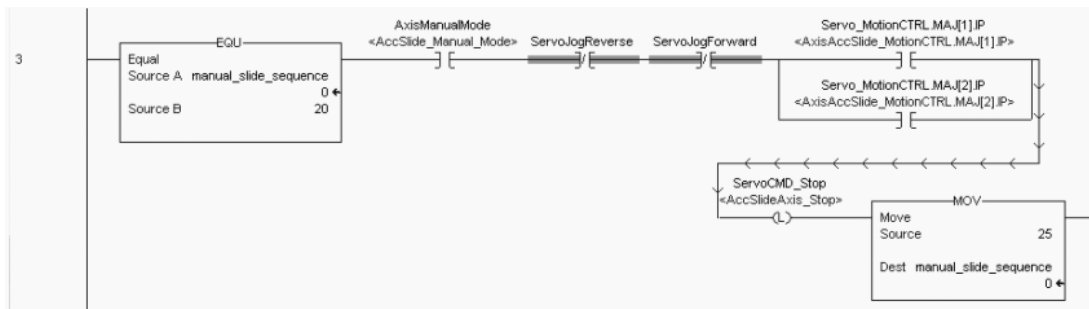 AxisManualMode
Servo_MotionCTRL.MAJ[1].IP
EQU
<AccSlide_Manual_Mode>
ServoJogReverse
ServoJogForward
<AxisAccSlide_MotionCTRL.MAJ[1].IP>
3
Equal
Source A manual_slide_sequence
0
Source B 20
Servo_MotionCTRL.MAJ[2].IP
<AxisAccSlide_MotionCTRL.MAJ[2].IP>
ServoCMD_Stop
<AccSlideAxis_Stop>
L
MOV
Move
Source 25
Dest manual_slide_sequence
0